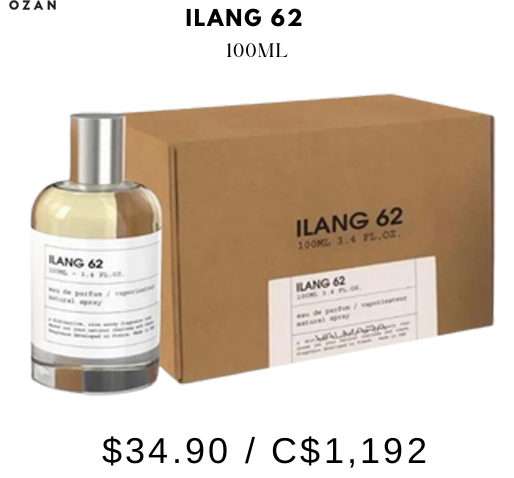 OZAN
ILANG 62
100ML
ILANG 62
100ML 3.4 FL.OZ.
ILANG 62
100ML 3.4 FL.OZ.
eau de parfum / vaporisateur
natural spray
VALMARA
ILANG 62
100ML - 3.4 FL.OZ.
eau de parfum / vaporisateur
natural spray
$34.90 / C$1,192